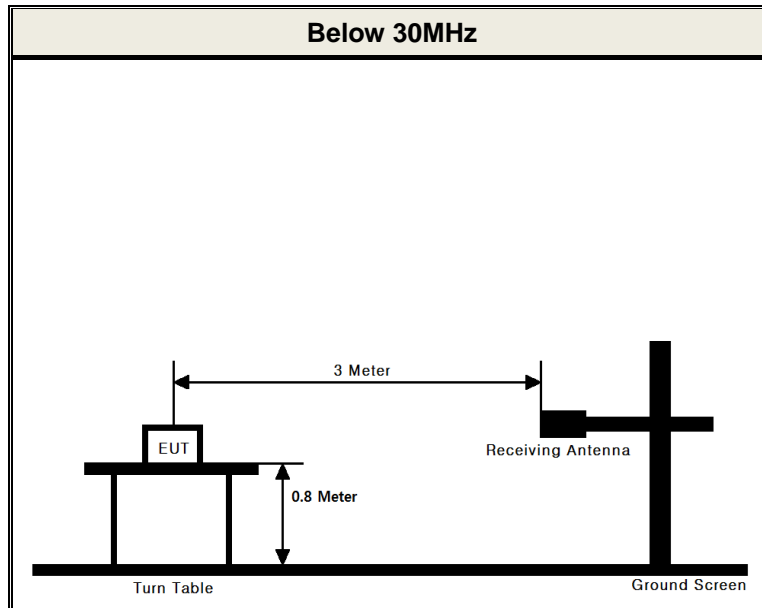 Below 30MHz
3 Meter
EUT
Receiving Antenna
0.8 Meter
Turn Table
Ground Screen